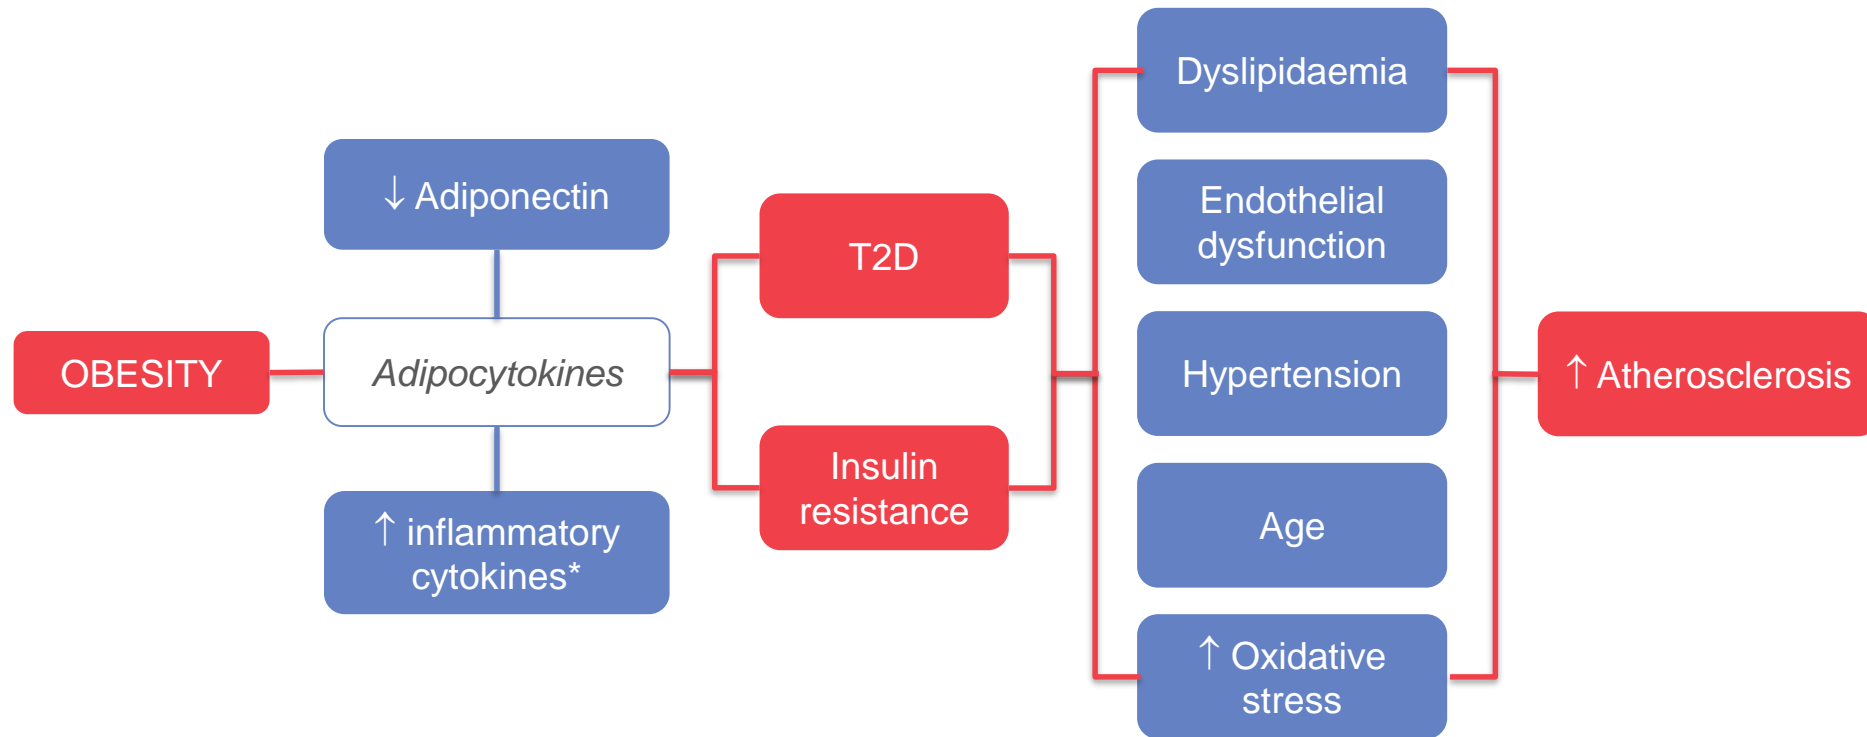 OBESITY
↓ Adiponectin
Adipocytokines
↑ inflammatory
cytokines*
T2D
Insulin
resistance
Dyslipidaemia
Endothelial
dysfunction
Hypertension
Age
↑ Oxidative
stress
↑ Atherosclerosis